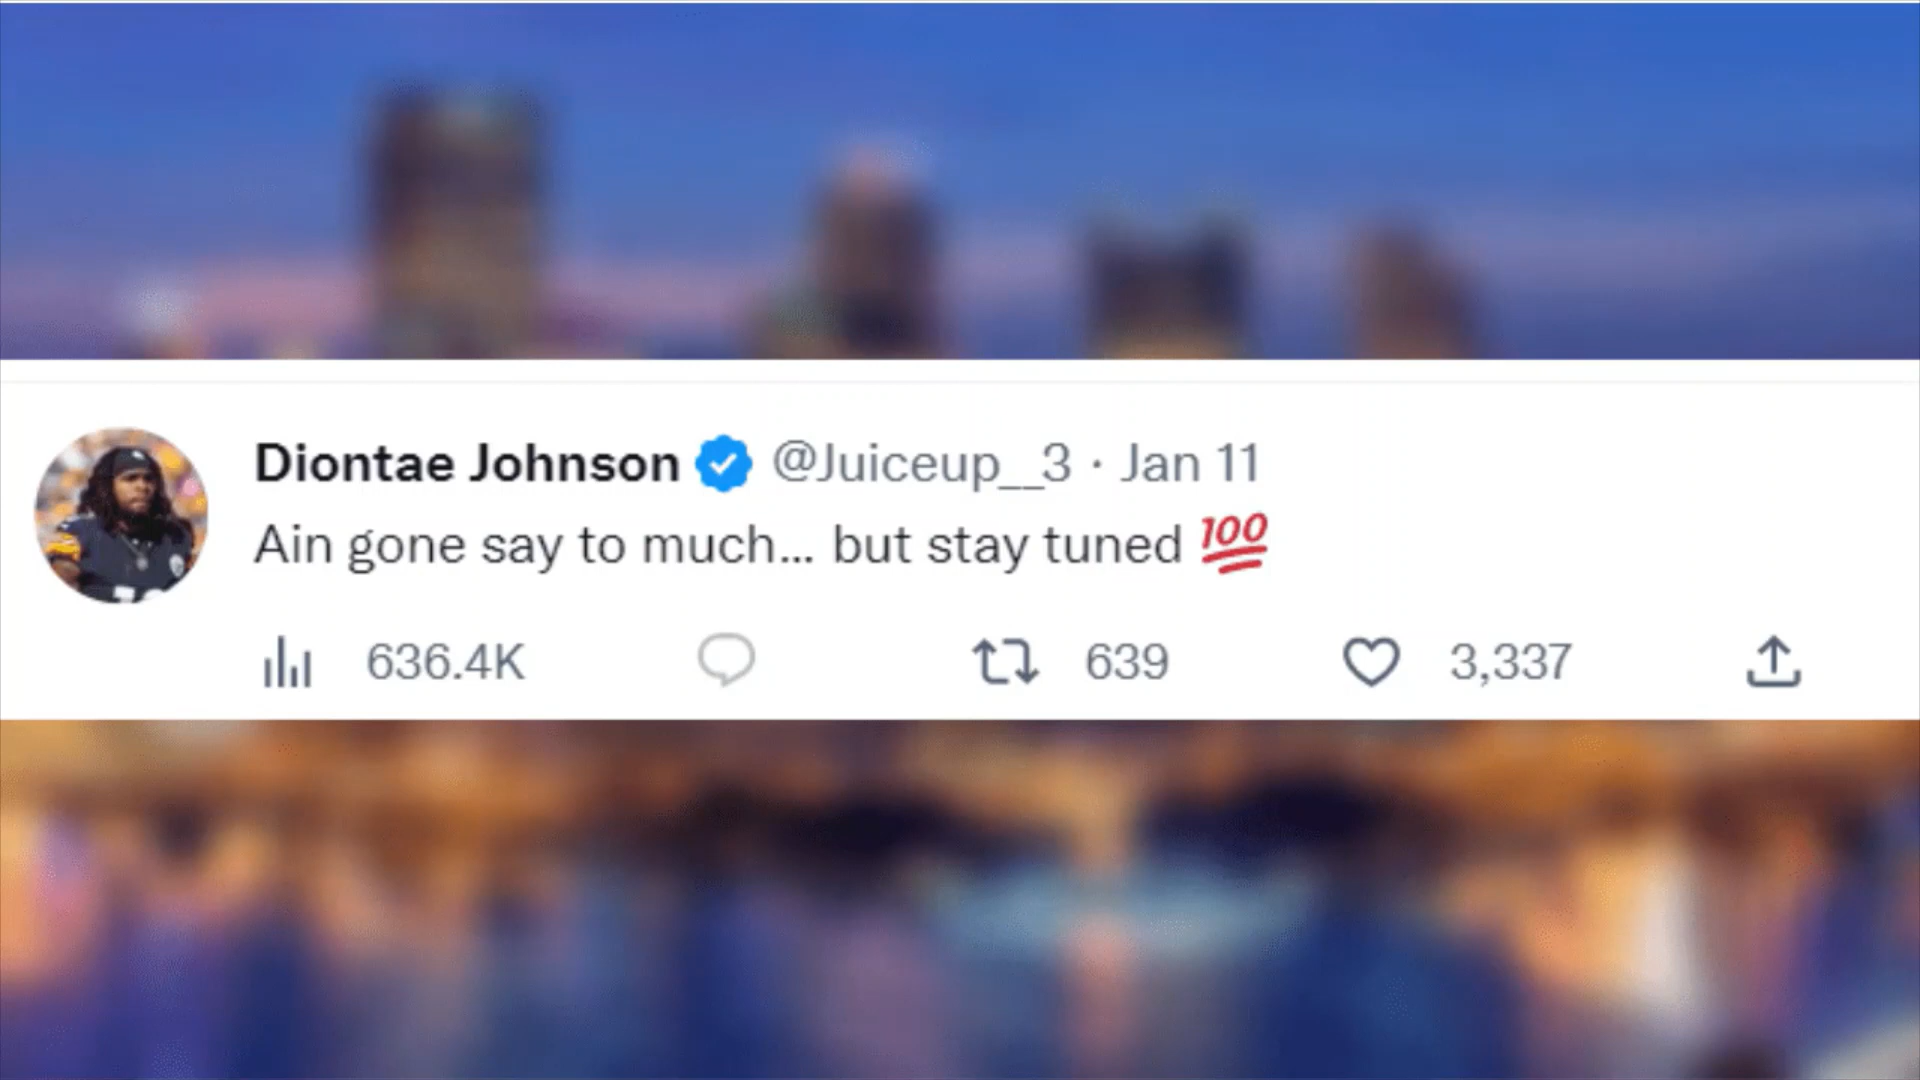 Diontae Johnson @Juiceup__3 · Jan 11
Ain gone say to much... but stay tuned 💯
636.4K 639 3,337